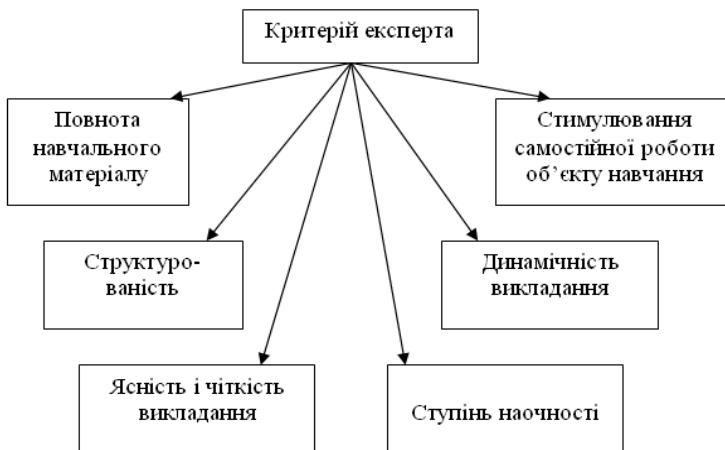 Критерій експерта
Повнота
навчального
матеріалу
Стимулювання
самостійної роботи
об’єкту навчання
Структуро-
ваність
Динамічність
викладання
Ясність і чіткість
викладання
Ступінь наочності